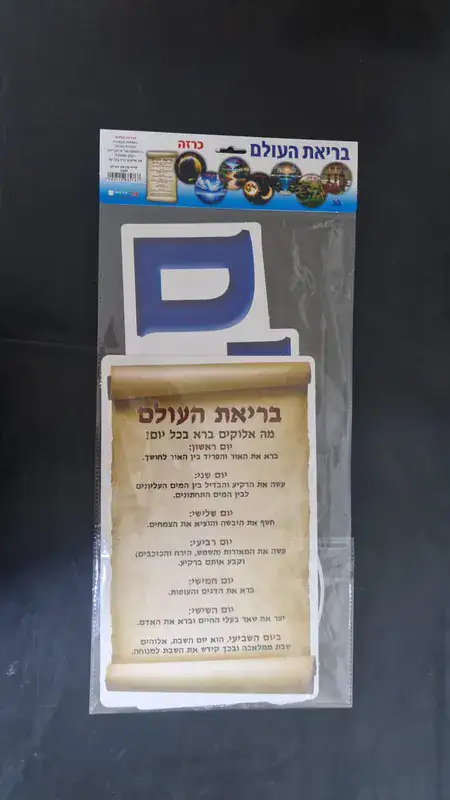 בריאת העולם
כרזה
ם
בריאת העולם
מה אלוקים ברא בכל יום?
יום ראשון:
ברא את האור והפריד בין האור לחושך.
יום שני:
עשה את הרקיע והבדיל בין המים העליונים
לבין המים התחתונים.
יום שלישי:
חשף את היבשה והוציא את הצמחים.
יום רביעי:
עשה את המאורות (השמש, הירח והכוכבים)
וקבע אותם ברקיע.
יום חמישי:
ברא את הדגים והעופות.
יום השישי:
יצר את שאר בעלי החיים וברא את האדם.
ביום השביעי, הוא יום השבת, אלוהים
שבת ממלאכה ובכך קידש את השבת למנוחה.